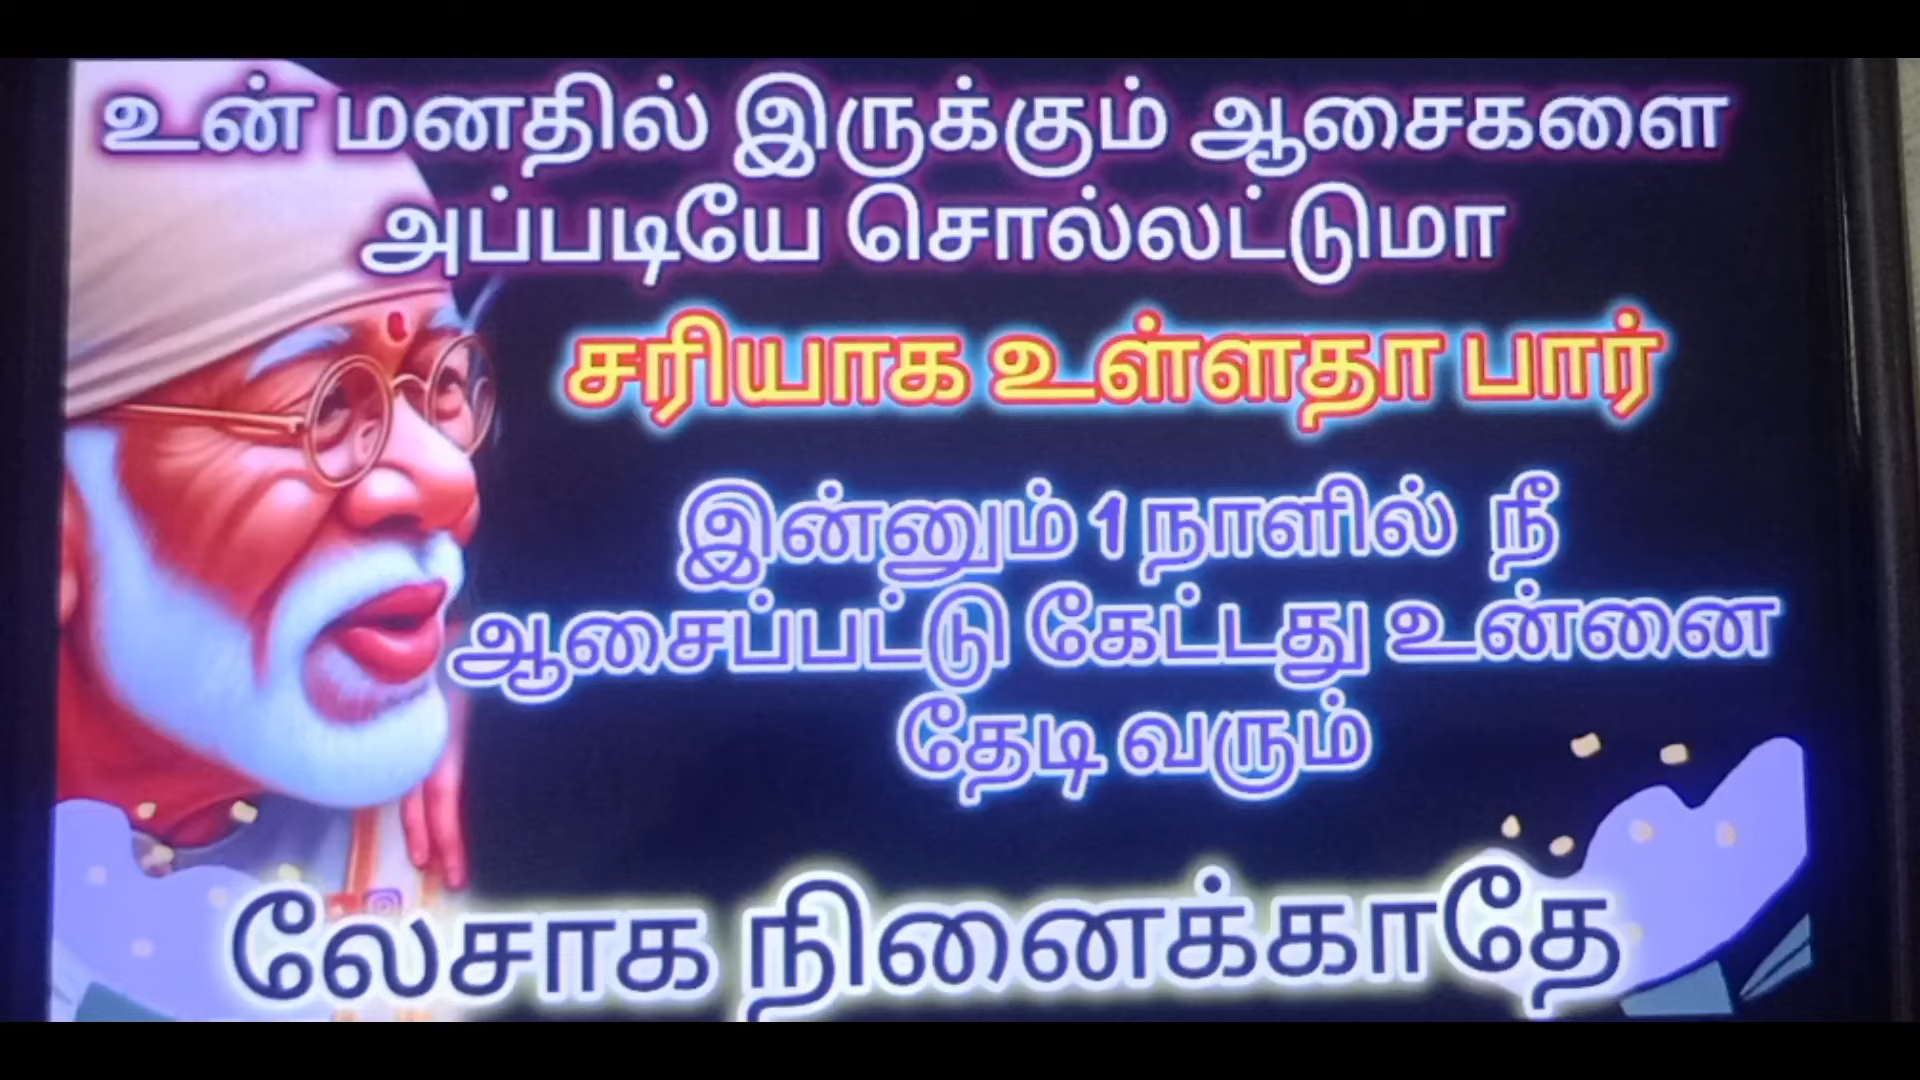 உன் மனதில் இருக்கும் ஆசைகளை
அப்படியே சொல்லட்டுமா
சரியாக உள்ளதா பார்
இன்னும் 1 நாளில் நீ
ஆசைப்பட்டு கேட்டது உன்னை
தேடி வரும்
லேசாக நினைக்காதே